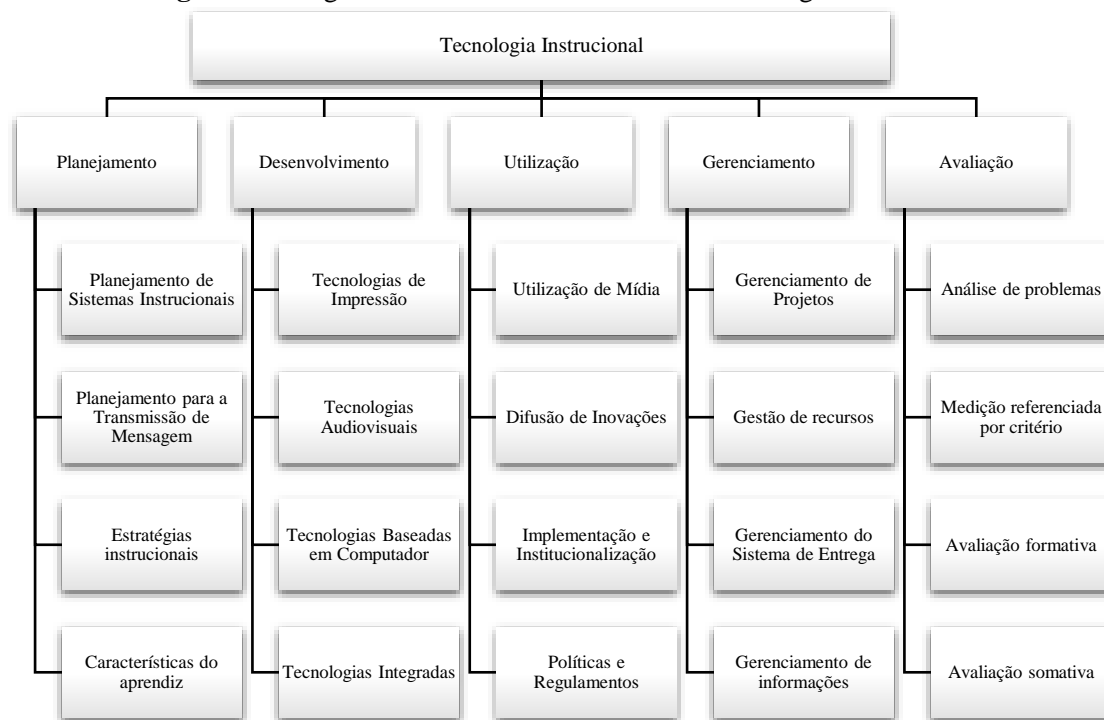 Tecnologia Instrucional
Planejamento
Desenvolvimento
Utilização
Gerenciamento
Avaliação
Planejamento de
Sistemas Instrucionais
Tecnologias de
Impressão
Utilização de Mídia
Gerenciamento de
Projetos
Análise de problemas
Planejamento para a
Transmissão de
Mensagem
Tecnologias
Audiovisuais
Difusão de Inovações
Gestão de recursos
Medição referenciada
por critério
Estratégias
instrucionais
Tecnologias Baseadas
em Computador
Implementação e
Institucionalização
Gerenciamento do
Sistema de Entrega
Avaliação formativa
Características do
aprendiz
Tecnologias Integradas
Políticas e
Regulamentos
Gerenciamento de
informações
Avaliação somativa